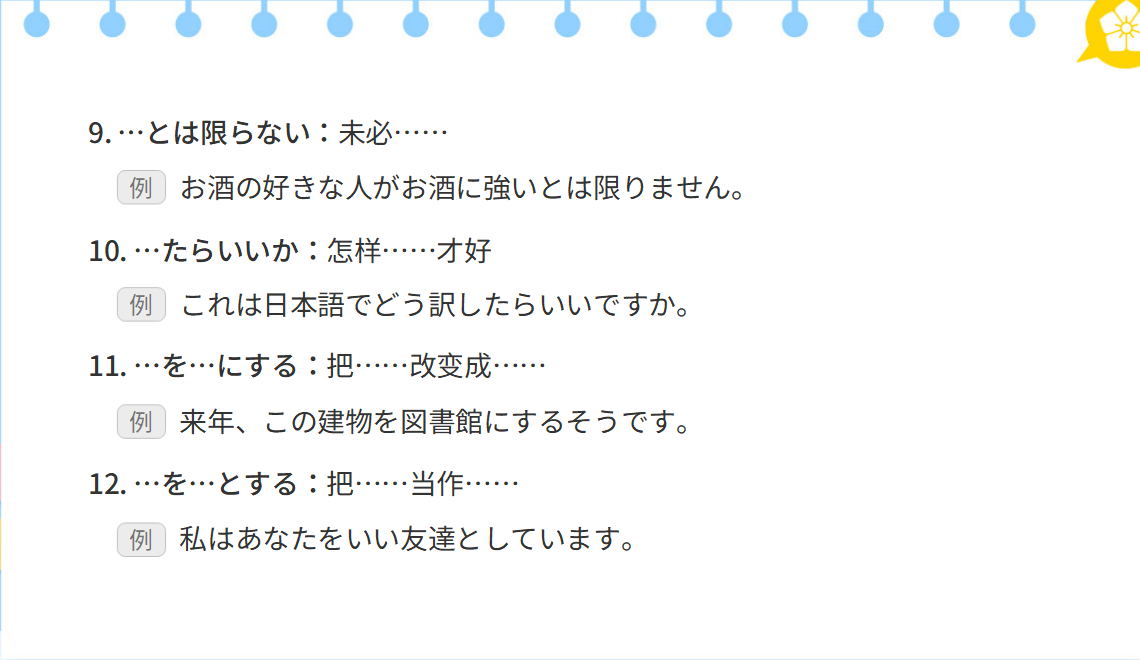 9. …とは限らない：未必……
例 お酒の好きな人がお酒に強いとは限りません。
10. …たらいいか：怎样……才好
例 これは日本語でどう訳したらいいですか。
11. …を…にする：把……改变成……
例 来年、この建物を図書館にするそうです。
12. …を…とする：把……当作……
例 私はあなたをいい友達としています。